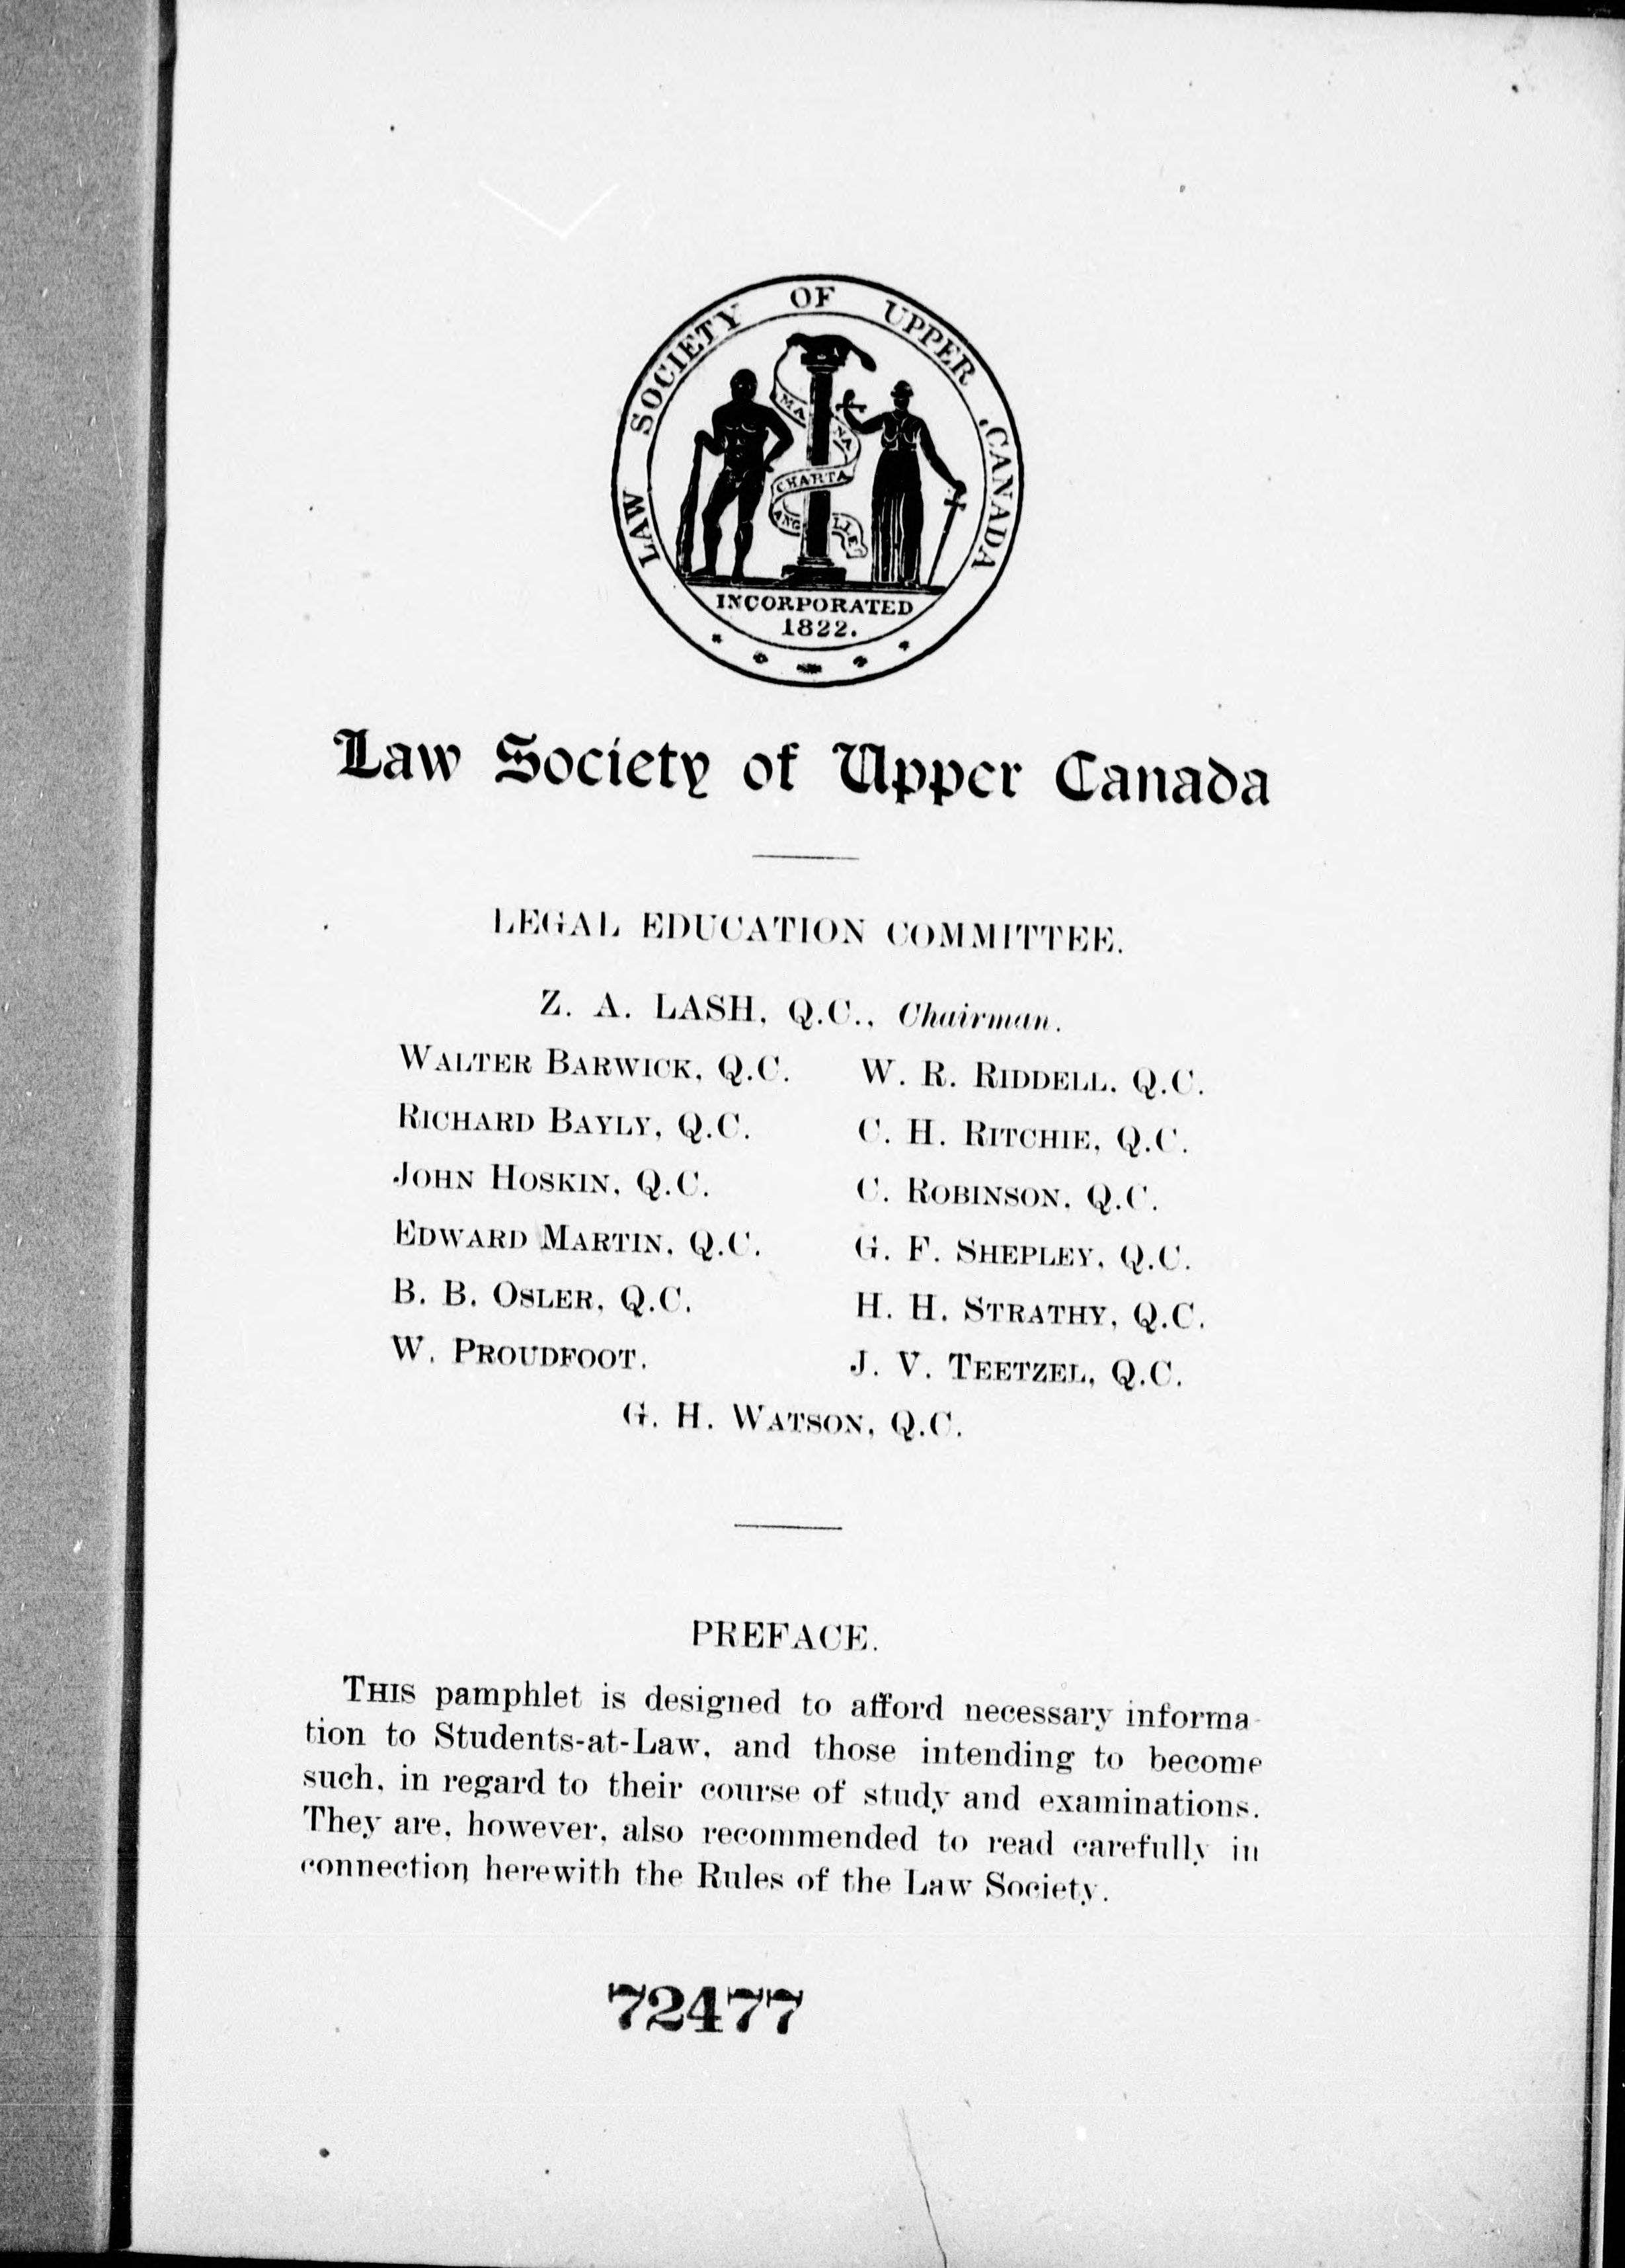 LAW SOCIETY OF UPPER CANADA
MA NA
CHARTA
ANG LLE
INCORPORATED
1822.
Law Society of Upper Canada
LEGAL EDUCATION COMMITTEE.
Z. A. LASH, Q.C., Chairman.
WALTER BARWICK, Q.C. W. R. RIDDELL, Q.C.
RICHARD BAYLY, Q.C. C. H. RITCHIE, Q.C.
JOHN HOSKIN, Q.C. C. ROBINSON, Q.C.
EDWARD MARTIN, Q.C. G. F. SHEPLEY, Q.C.
B. B. OSLER, Q.C. H. H. STRATHY, Q.C.
W. PROUDFOOT. J. V. TEETZEL, Q.C.
G. H. WATSON, Q.C.
PREFACE.
THIS pamphlet is designed to afford necessary informa-
tion to Students-at-Law, and those intending to become
such, in regard to their course of study and examinations.
They are, however, also recommended to read carefully in
connection herewith the Rules of the Law Society.
72477